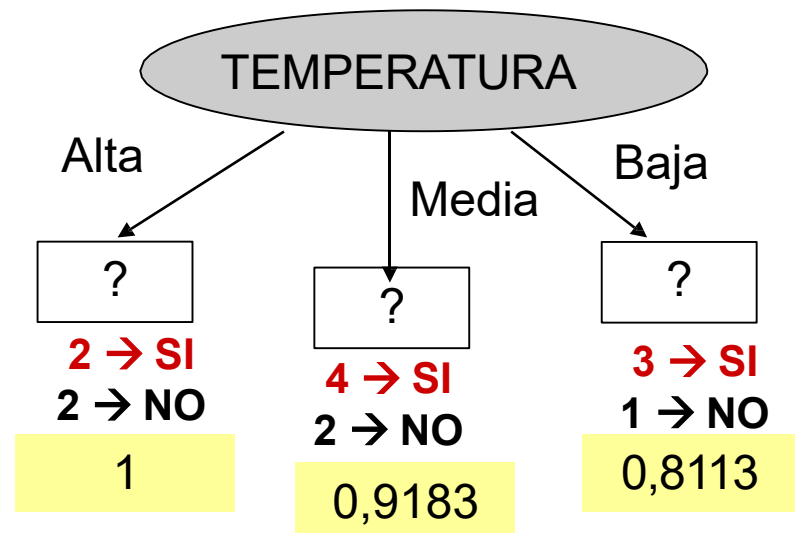 TEMPERATURA
Alta
Media
Baja
?
2 → SI
2 → NO
1
?
4 → SI
2 → NO
0,9183
?
3 → SI
1 → NO
0,8113